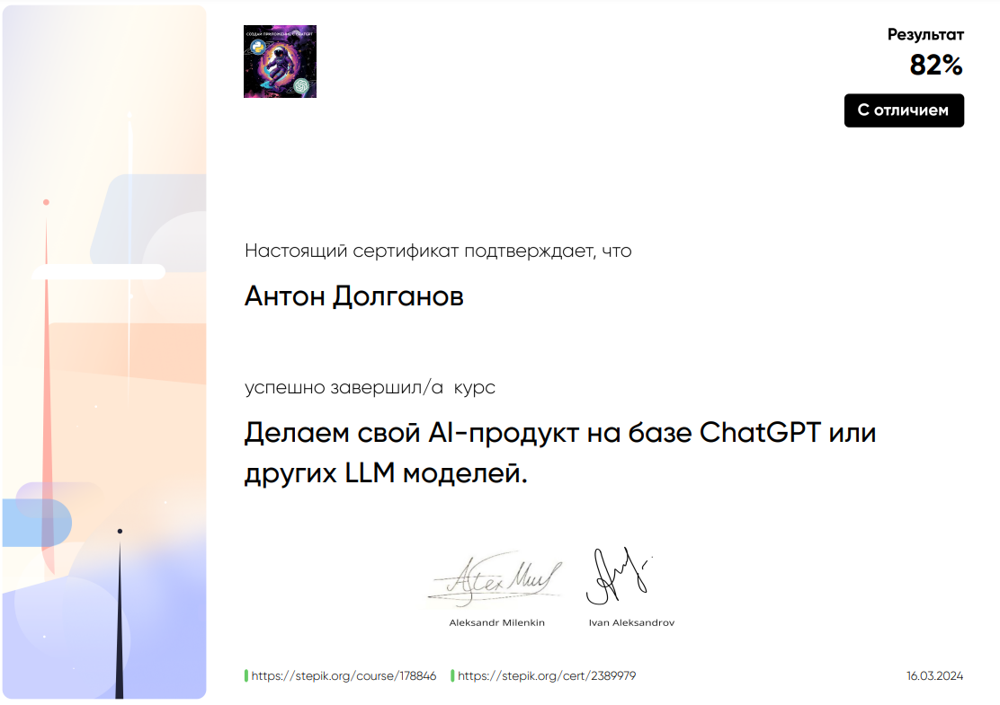 СОЗДАЙ ПРИЛОЖЕНИЕ С CHATGPT
Результат
82%
С отличием
Настоящий сертификат подтверждает, что
Антон Долганов
успешно завершил/а курс
Делаем свой AI-продукт на базе ChatGPT или
других LLM моделей.
Aleksandr Milenkin
Ivan Aleksandrov
https://stepik.org/course/178846
https://stepik.org/cert/2389979
16.03.2024